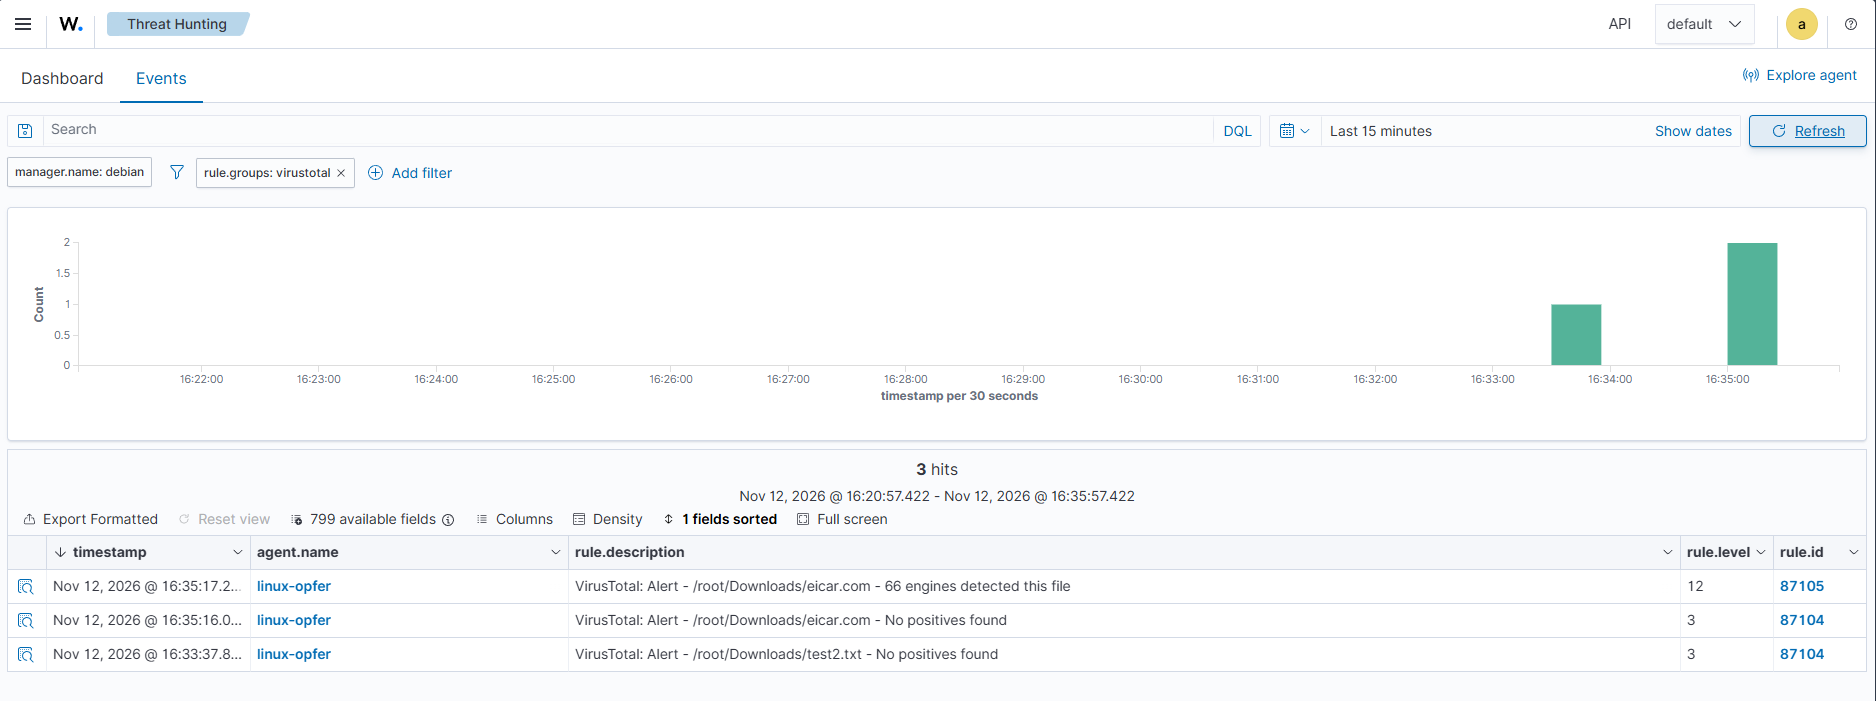 W. Threat Hunting API default a
Dashboard Events Explore agent
Search DQL Last 15 minutes Show dates Refresh
manager.name: debian rule.groups: virustotal × Add filter
2
1.5
1
0.5
0
Count
16:22:00 16:23:00 16:24:00 16:25:00 16:26:00 16:27:00 16:28:00 16:29:00 16:30:00 16:31:00 16:32:00 16:33:00 16:34:00 16:35:00
timestamp per 30 seconds
3 hits
Nov 12, 2026 @ 16:20:57.422 - Nov 12, 2026 @ 16:35:57.422
Export Formatted Reset view 799 available fields Columns Density 1 fields sorted Full screen
timestamp agent.name rule.description rule.level rule.id
Nov 12, 2026 @ 16:35:17.2... linux-opfer VirusTotal: Alert - /root/Downloads/eicar.com - 66 engines detected this file 12 87105
Nov 12, 2026 @ 16:35:16.0... linux-opfer VirusTotal: Alert - /root/Downloads/eicar.com - No positives found 3 87104
Nov 12, 2026 @ 16:33:37.8... linux-opfer VirusTotal: Alert - /root/Downloads/test2.txt - No positives found 3 87104